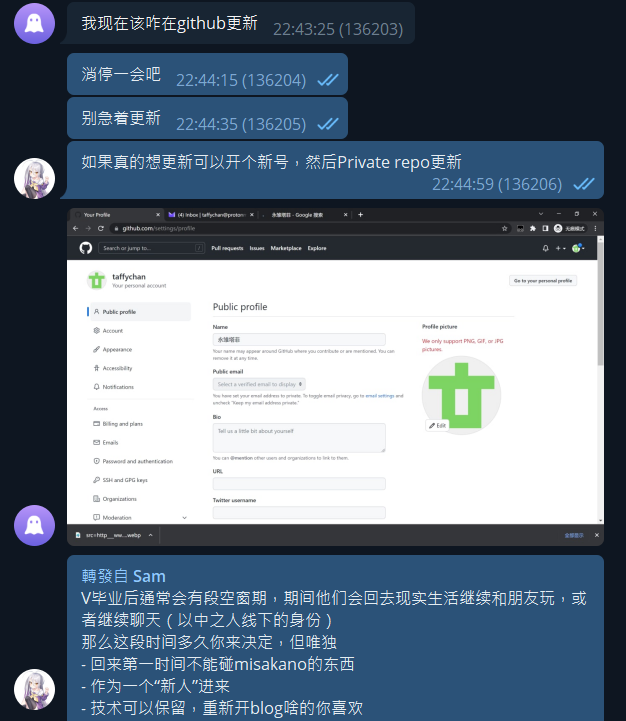 我现在该咋在github更新 22:43:25 (136203)
消停一会吧 22:44:15 (136204)
别急着更新 22:44:35 (136205)
如果真的想更新可以开个新号，然后Private repo更新
22:44:59 (136206)
Your Profile
(4) Inbox | taffychan@proton
- Google 搜索
github.com/settings/profile
无痕模式
Search or jump to...
Pull requests Issues Marketplace Explore
taffychan
Your personal account
Go to your personal profile
Public profile
Account
Appearance
Accessibility
Notifications
Access
Billing and plans
Emails
Password and authentication
SSH and GPG keys
Organizations
Moderation
Public profile
Name
永雏塔菲
Your name may appear around GitHub where you contribute or are mentioned. You can
remove it at any time.
Public email
Select a verified email to display
You have set your email address to private. To toggle email privacy, go to email settings and
uncheck "Keep my email address private."
Bio
Tell us a little bit about yourself
You can @mention other users and organizations to link to them.
URL
Twitter username
Profile picture
We only support PNG, GIF, or JPG
pictures.
Edit
src=http___ww....webp
全部显示
轉發自 Sam
V毕业后通常会有段空窗期，期间他们会回去现实生活继续和朋友玩，或
者继续聊天（以中之人线下的身份）
那么这段时间多久你来决定，但唯独
- 回来第一时间不能碰misakano的东西
- 作为一个“新人”进来
- 技术可以保留，重新开blog啥的你喜欢